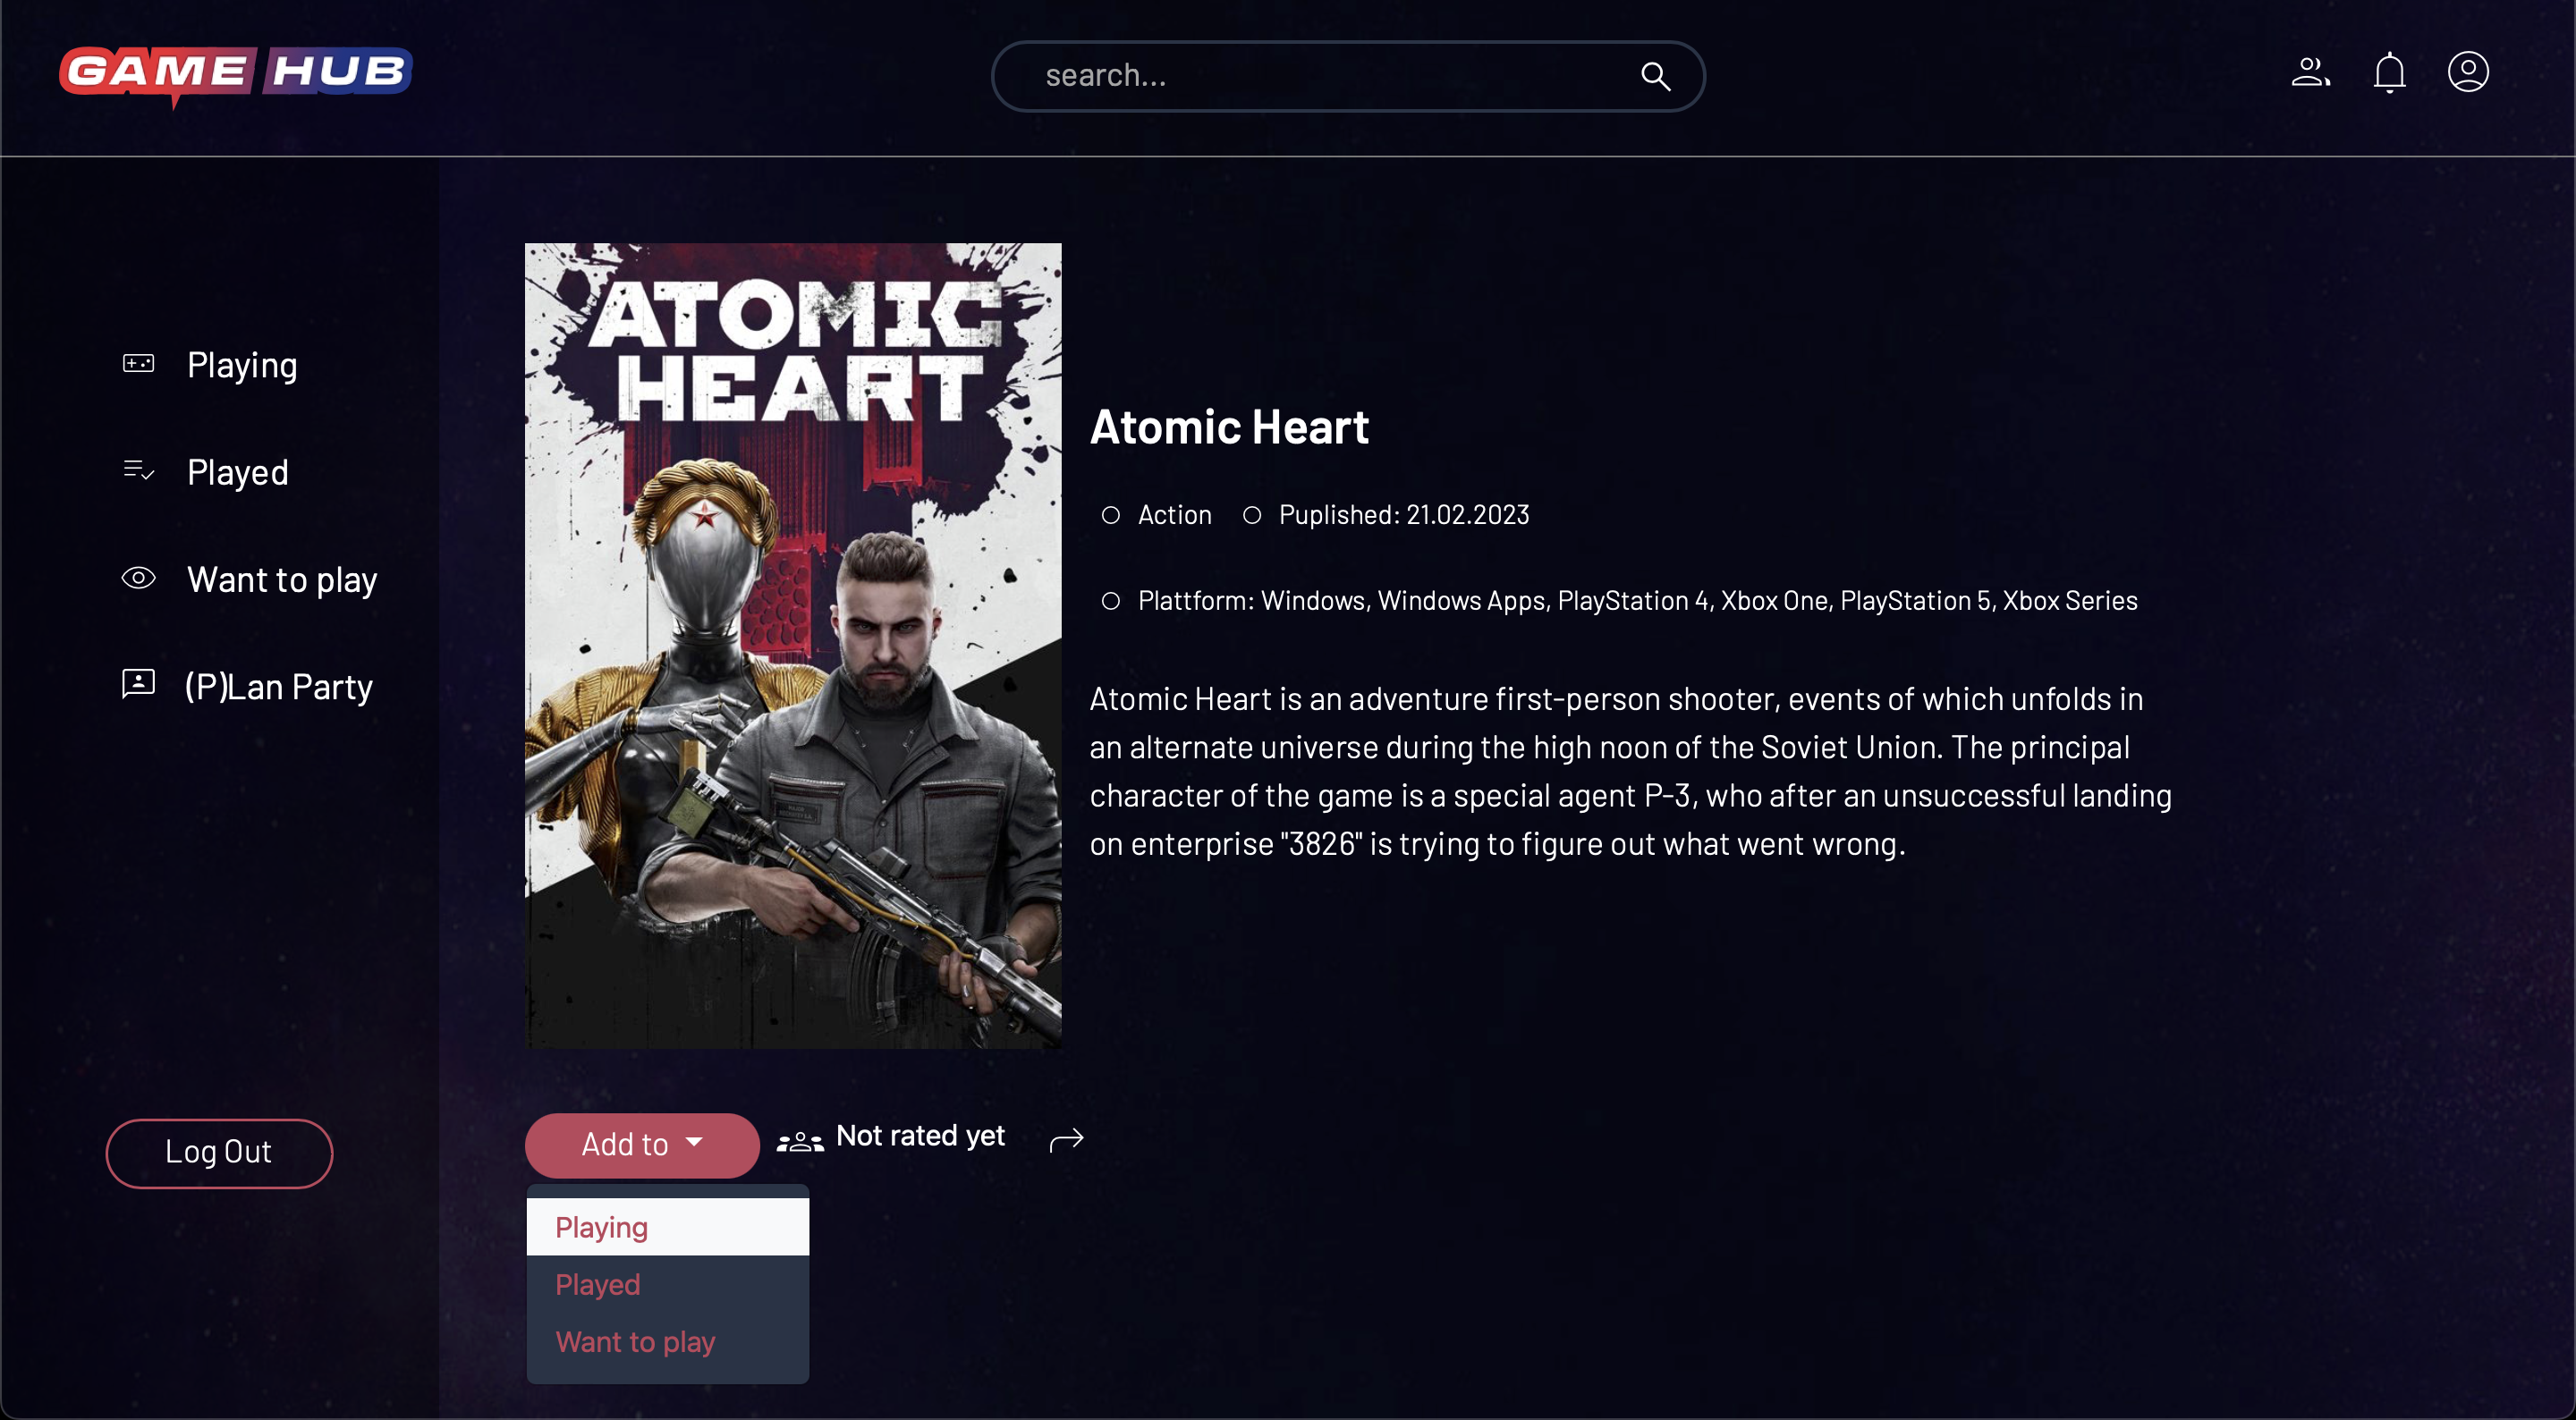 GAME HUB
search...
Playing
Played
Want to play
(P)Lan Party
Log Out
ATOMIC
HEART
Atomic Heart
Action Puplished: 21.02.2023
Plattform: Windows, Windows Apps, PlayStation 4, Xbox One, PlayStation 5, Xbox Series
Atomic Heart is an adventure first-person shooter, events of which unfolds in
an alternate universe during the high noon of the Soviet Union. The principal
character of the game is a special agent P-3, who after an unsuccessful landing
on enterprise "3826" is trying to figure out what went wrong.
Add to
Not rated yet
Playing
Played
Want to play